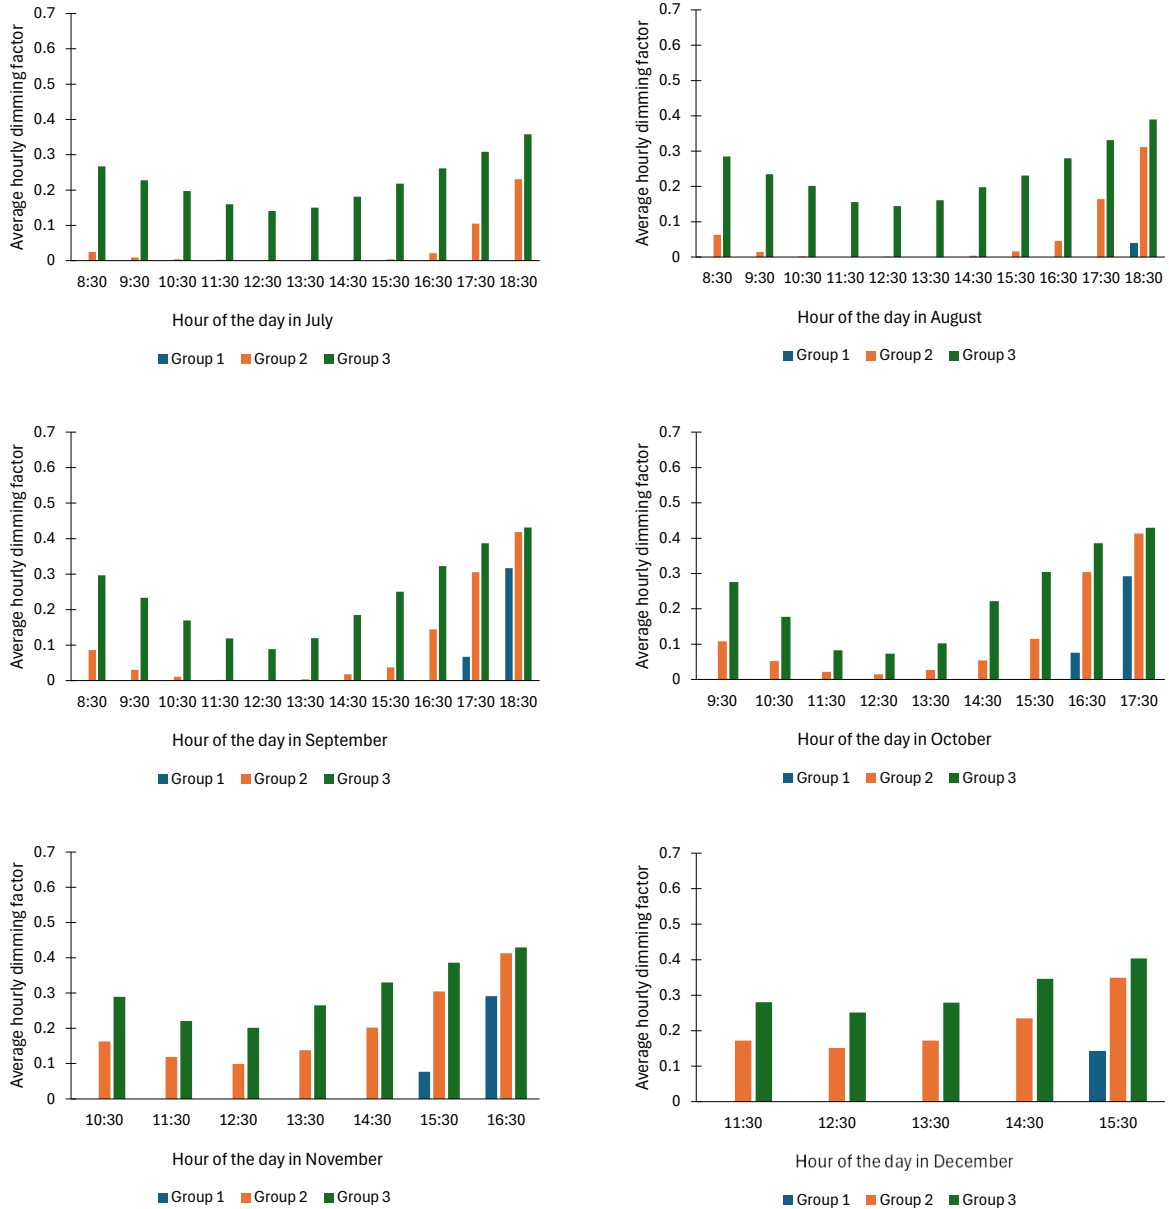 Average hourly dimming factor
0.7
0.6
0.5
0.4
0.3
0.2
0.1
0
8:30 9:30 10:30 11:30 12:30 13:30 14:30 15:30 16:30 17:30 18:30
Hour of the day in July
Group 1 Group 2 Group 3
Average hourly dimming factor
0.7
0.6
0.5
0.4
0.3
0.2
0.1
0
8:30 9:30 10:30 11:30 12:30 13:30 14:30 15:30 16:30 17:30 18:30
Hour of the day in August
Group 1 Group 2 Group 3
Average hourly dimming factor
0.7
0.6
0.5
0.4
0.3
0.2
0.1
0
8:30 9:30 10:30 11:30 12:30 13:30 14:30 15:30 16:30 17:30 18:30
Hour of the day in September
Group 1 Group 2 Group 3
Average hourly dimming factor
0.7
0.6
0.5
0.4
0.3
0.2
0.1
0
9:30 10:30 11:30 12:30 13:30 14:30 15:30 16:30 17:30
Hour of the day in October
Group 1 Group 2 Group 3
Average hourly dimming factor
0.7
0.6
0.5
0.4
0.3
0.2
0.1
0
10:30 11:30 12:30 13:30 14:30 15:30 16:30
Hour of the day in November
Group 1 Group 2 Group 3
Average hourly dimming factor
0.7
0.6
0.5
0.4
0.3
0.2
0.1
0
11:30 12:30 13:30 14:30 15:30
Hour of the day in December
Group 1 Group 2 Group 3